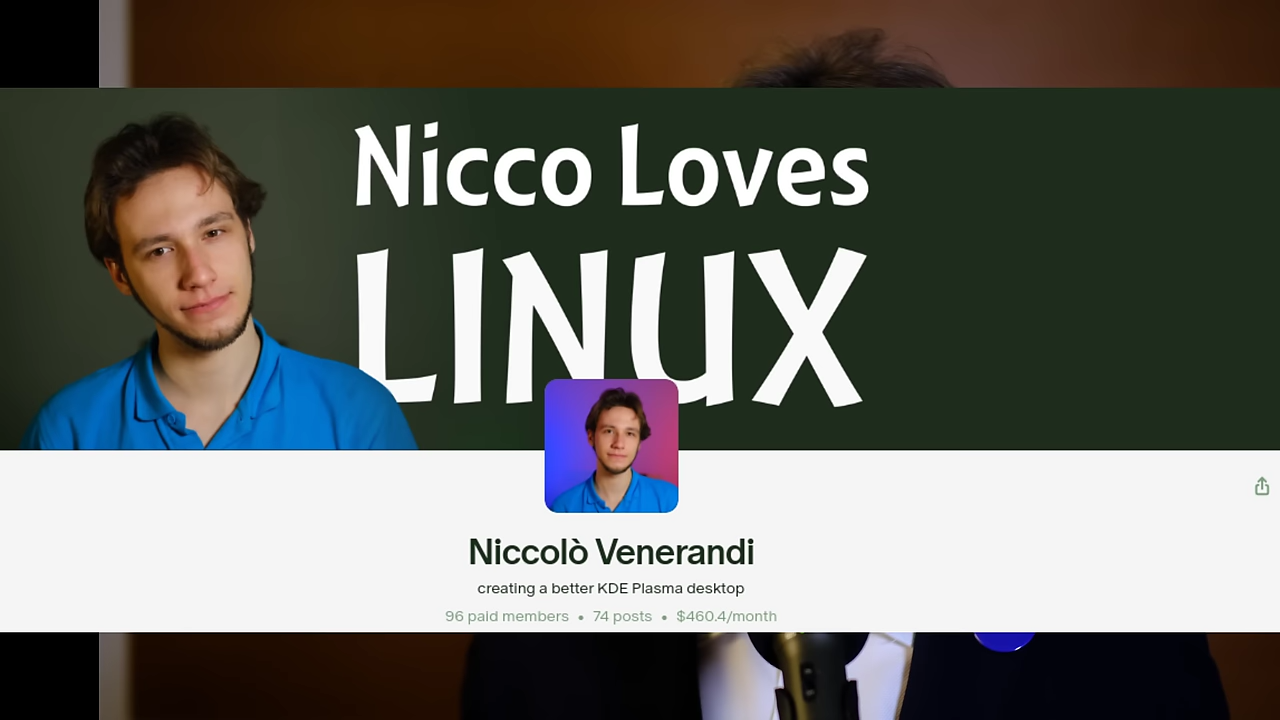 Nicco Loves
LINUX
Niccolò Venerandi
creating a better KDE Plasma desktop
96 paid members • 74 posts • $460.4/month